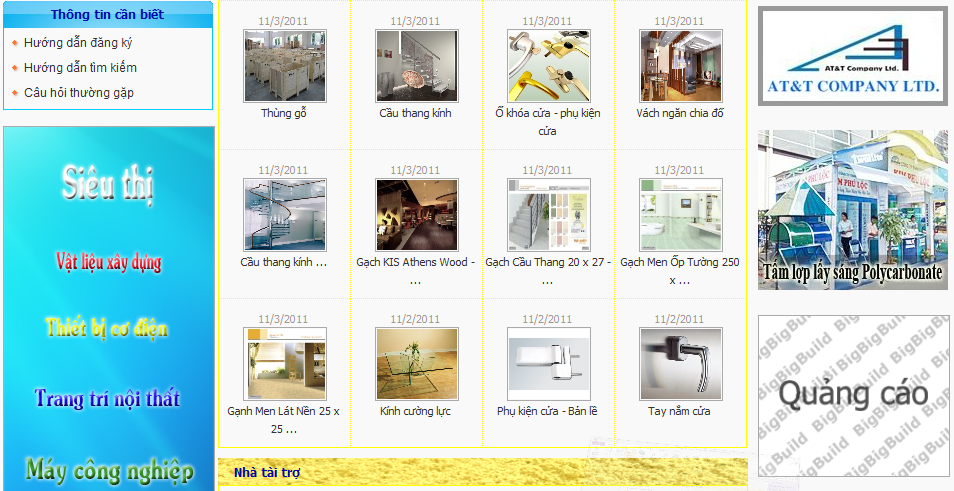 Thông tin cần biết
Hướng dẫn đăng ký
Hướng dẫn tìm kiếm
Câu hỏi thường gặp
Siêu thị
Vật liệu xây dựng
Thiết bị cơ điện
Trang trí nội thất
Máy công nghiệp
11/3/2011
Thùng gỗ
11/3/2011
Cầu thang kính
11/3/2011
Ổ khóa cửa - phụ kiện
cửa
11/3/2011
Vách ngăn chia đố
11/3/2011
Cầu thang kính ...
11/3/2011
Gạch KIS Athens Wood -
...
11/3/2011
Gạch Cầu Thang 20 x 27 -
...
11/3/2011
Gạch Men Ốp Tường 250
x ...
11/3/2011
Gạnh Men Lát Nền 25 x
25 ...
11/2/2011
Kính cường lực
11/2/2011
Phụ kiện cửa - Bản lề
11/2/2011
Tay nắm cửa
Nhà tài trợ
AT&T Company Ltd.
AT&T COMPANY LTD.
PHÚ LỘC
Tấm lợp lấy sáng Polycarbonate
BigBuild BigBuild BigBuild
Quảng cáo